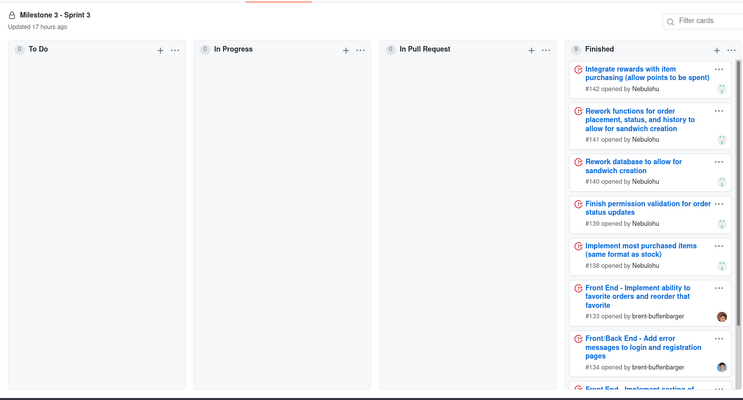 Milestone 3 - Sprint 3
Updated 17 hours ago
Filter cards
0 To Do
0 In Progress
0 In Pull Request
9 Finished
Integrate rewards with item
purchasing (allow points to be spent)
#142 opened by Nebulohu
Rework functions for order
placement, status, and history to
allow for sandwich creation
#141 opened by Nebulohu
Rework database to allow for
sandwich creation
#140 opened by Nebulohu
Finish permission validation for order
status updates
#139 opened by Nebulohu
Implement most purchased items
(same format as stock)
#138 opened by Nebulohu
Front End - Implement ability to
favorite orders and reorder that
favorite
#133 opened by brent-buffenbarger
Front/Back End - Add error
messages to login and registration
pages
#134 opened by brent-buffenbarger
Front End - Implement sorting of